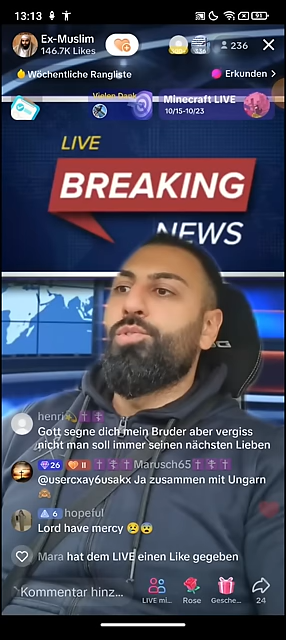 13:13
91
Ex-Muslim
146.7K Likes
236
Wöchentliche Rangliste
Erkunden >
Vielen Dank
Minecraft LIVE
10/15-10/23
LIVE
BREAKING
NEWS
henri
Gott segne dich mein Bruder aber vergiss
nicht man soll immer seinen nächsten Lieben
26 II Marusch65
@usercxay6usakx Ja zusammen mit Ungarn
6 hopeful
Lord have mercy
Mara hat dem LIVE einen Like gegeben
Kommentar hinz...
LIVE mi...
Rose
Gesche...
24